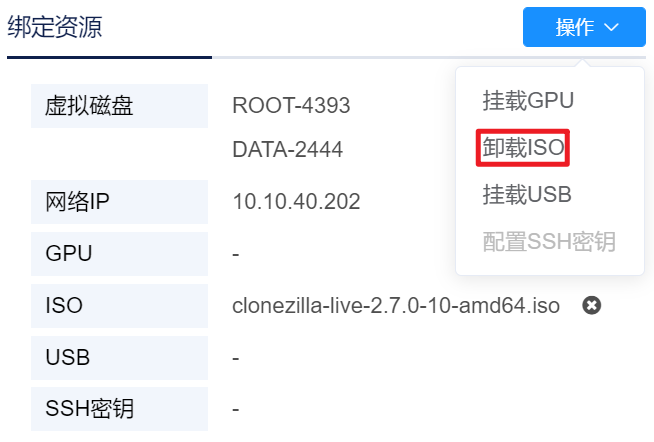 绑定资源
操作
挂载GPU
卸载ISO
挂载USB
配置SSH密钥
虚拟磁盘 ROOT-4393
DATA-2444
网络IP 10.10.40.202
GPU -
ISO clonezilla-live-2.7.0-10-amd64.iso
USB -
SSH密钥 -